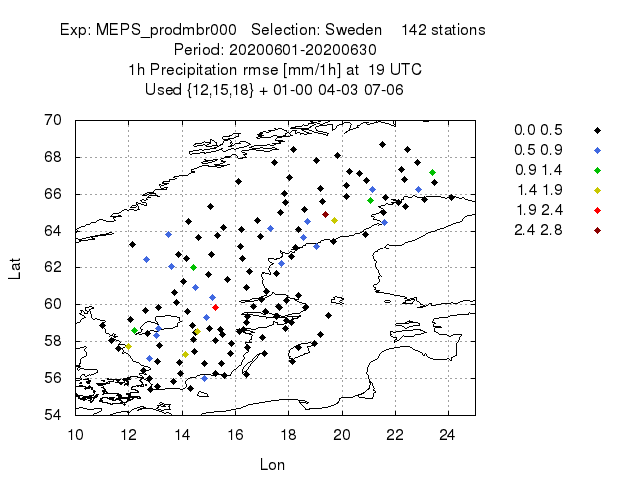 Exp: MEPS_prodmbr000 Selection: Sweden 142 stations
Period: 20200601-20200630
1h Precipitation rmse [mm/1h] at 19 UTC
Used {12,15,18} + 01-00 04-03 07-06
70
68
66
64
62
60
58
56
54
Lat
10 12 14 16 18 20 22 24
Lon
0.0 0.5
0.5 0.9
0.9 1.4
1.4 1.9
1.9 2.4
2.4 2.8